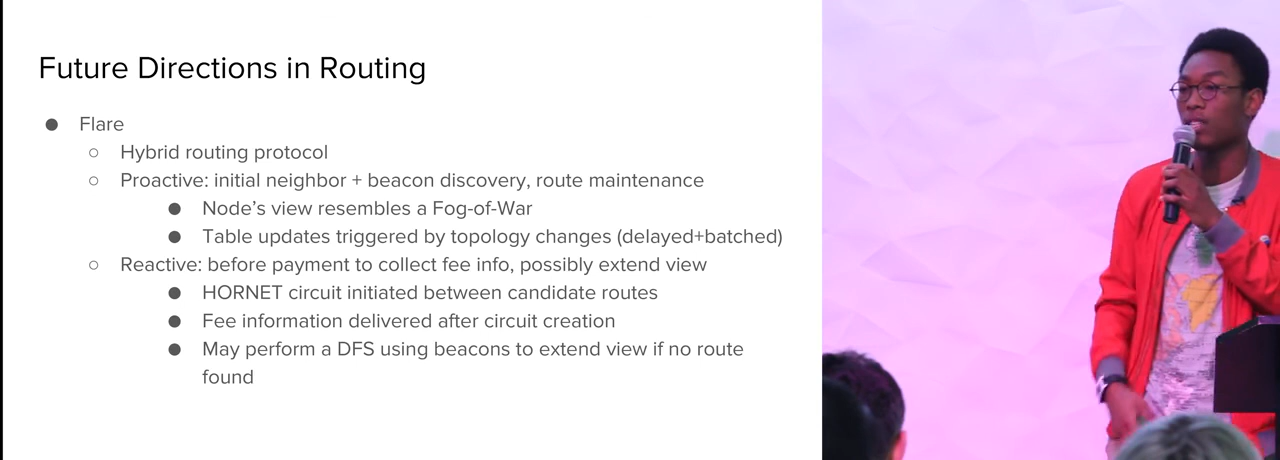 Future Directions in Routing
● Flare
○ Hybrid routing protocol
○ Proactive: initial neighbor + beacon discovery, route maintenance
● Node's view resembles a Fog-of-War
● Table updates triggered by topology changes (delayed+batched)
○ Reactive: before payment to collect fee info, possibly extend view
● HORNET circuit initiated between candidate routes
● Fee information delivered after circuit creation
● May perform a DFS using beacons to extend view if no route
found